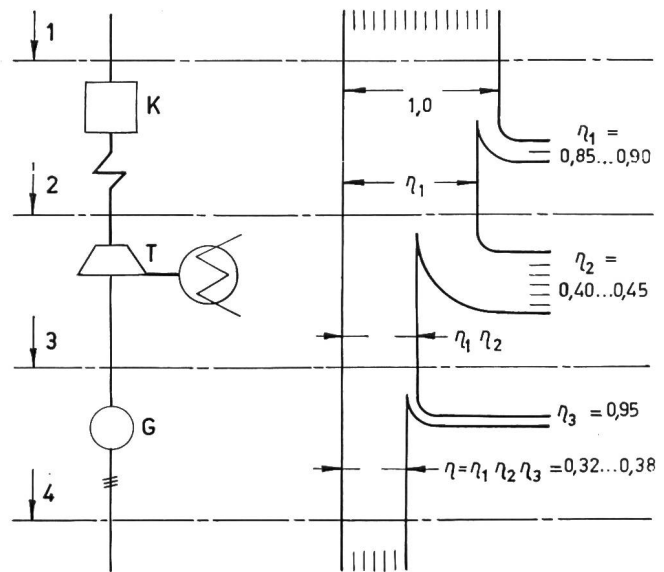 1
K
1,0
η₁ =
0,85...0,90
2
η₁
T
η₂ =
0,40...0,45
3
η₁ η₂
G
η₃ = 0,95
η=η₁ η₂ η₃ = 0,32...0,38
4